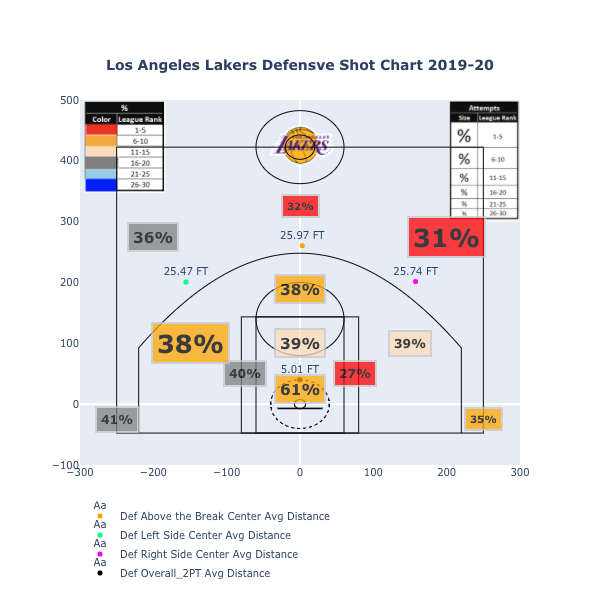 Los Angeles Lakers Defensve Shot Chart 2019-20
500
400
300
200
100
0
−100
−300
−200
−100
0
100
200
300
%
Color League Rank
1-5
6-10
11-15
16-20
21-25
26-30
Attempts
Size League Rank
% 1-5
% 6-10
% 11-15
% 16-20
% 21-25
% 26-30
LOS ANGELES
LAKERS
32%
36%
25.97 FT
31%
25.47 FT
25.74 FT
38%
38%
39%
39%
5.01 FT
40%
27%
61%
41%
35%
Aa
Def Above the Break Center Avg Distance
Aa
Def Left Side Center Avg Distance
Aa
Def Right Side Center Avg Distance
Aa
Def Overall_2PT Avg Distance